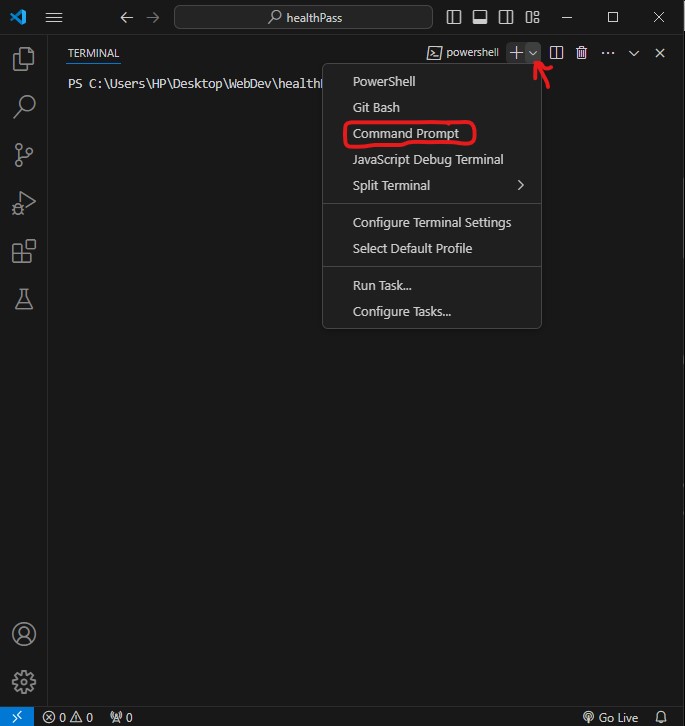 healthPass
TERMINAL
powershell
PS C:\Users\HP\Desktop\WebDev\health
PowerShell
Git Bash
Command Prompt
JavaScript Debug Terminal
Split Terminal
Configure Terminal Settings
Select Default Profile
Run Task...
Configure Tasks...
0 0 0 Go Live